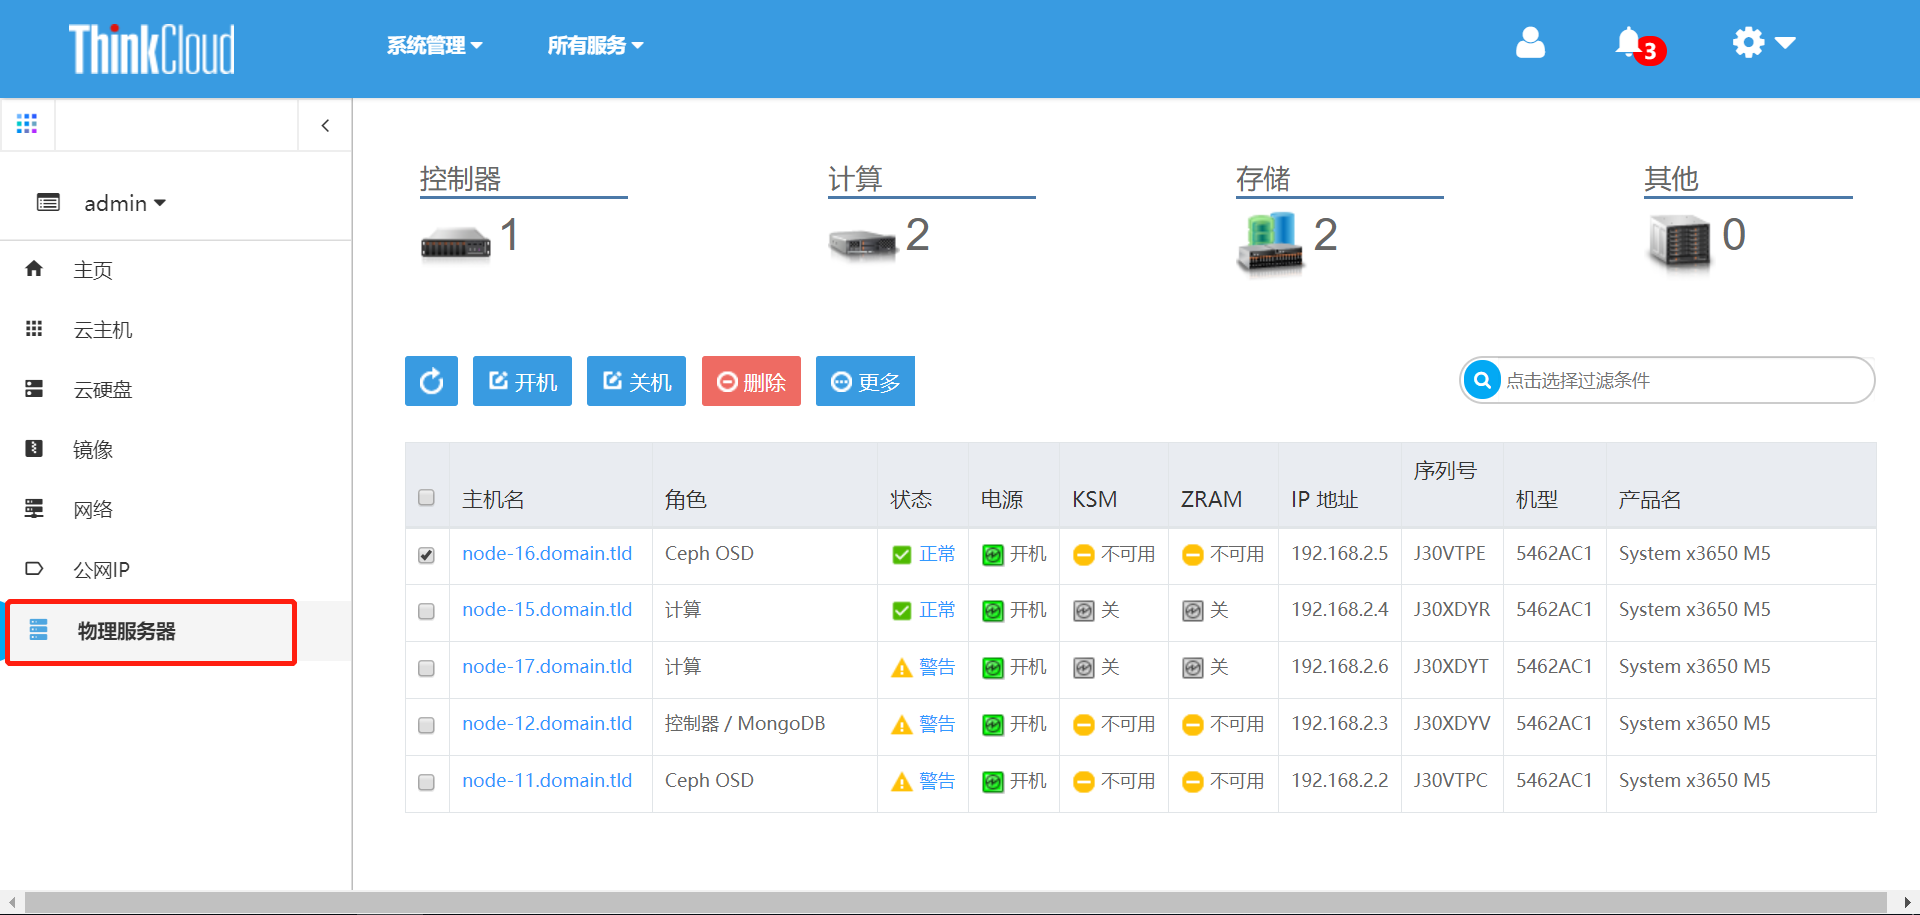 ThinkCloud 系统管理 所有服务 3
admin
主页
云主机
云硬盘
镜像
网络
公网IP
物理服务器
控制器 计算 存储 其他
1 2 2 0
开机 关机 删除 更多 点击选择过滤条件
主机名 角色 状态 电源 KSM ZRAM IP 地址 序列号 机型 产品名
node-16.domain.tld Ceph OSD 正常 开机 不可用 不可用 192.168.2.5 J30VTPE 5462AC1 System x3650 M5
node-15.domain.tld 计算 正常 开机 关 关 192.168.2.4 J30XDYR 5462AC1 System x3650 M5
node-17.domain.tld 计算 警告 开机 关 关 192.168.2.6 J30XDYT 5462AC1 System x3650 M5
node-12.domain.tld 控制器 / MongoDB 警告 开机 不可用 不可用 192.168.2.3 J30XDYV 5462AC1 System x3650 M5
node-11.domain.tld Ceph OSD 警告 开机 不可用 不可用 192.168.2.2 J30VTPC 5462AC1 System x3650 M5